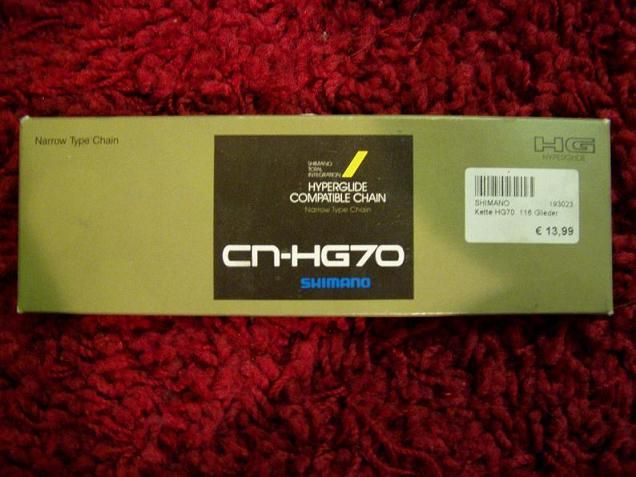 Narrow Type Chain
SHIMANO
TOTAL
INTEGRATION
HYPERGLIDE
COMPATIBLE CHAIN
Narrow Type Chain
CN-HG70
SHIMANO
HG
HYPERGLIDE
SHIMANO 193023
Kette HG70 116 Glieder
€ 13,99